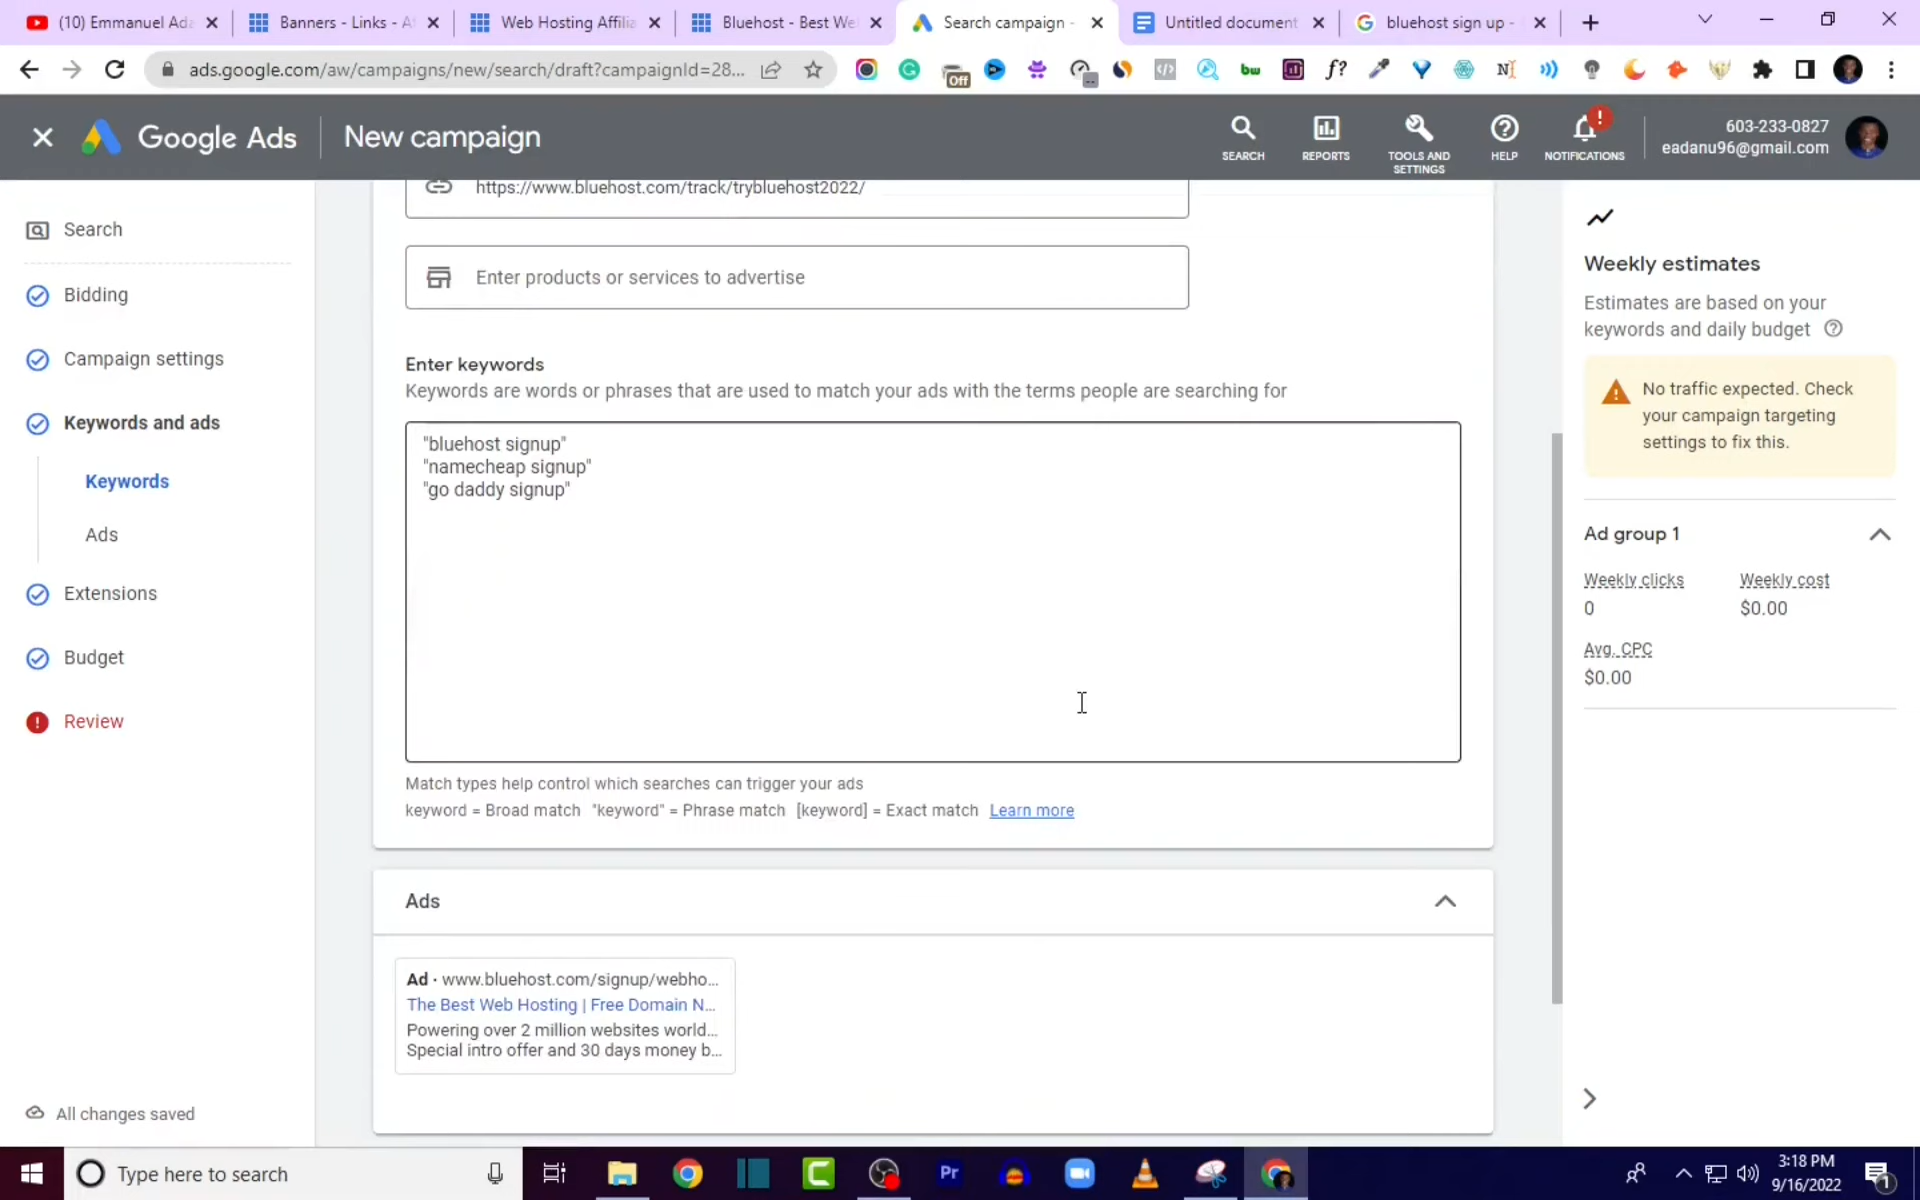 (10) Emmanuel Ada
Banners - Links - A
Web Hosting Affilia
Bluehost - Best We
Search campaign -
Untitled document
bluehost sign up -
ads.google.com/aw/campaigns/new/search/draft?campaignId=28...
Off
Google Ads
New campaign
SEARCH
REPORTS
TOOLS AND
SETTINGS
HELP
NOTIFICATIONS
603-233-0827
eadanu96@gmail.com
Search
Bidding
Campaign settings
Keywords and ads
Keywords
Ads
Extensions
Budget
Review
All changes saved
https://www.bluehost.com/track/trybluehost2022/
Enter products or services to advertise
Enter keywords
Keywords are words or phrases that are used to match your ads with the terms people are searching for
"bluehost signup"
"namecheap signup"
"go daddy signup"
Match types help control which searches can trigger your ads
keyword = Broad match "keyword" = Phrase match [keyword] = Exact match Learn more
Ads
Ad · www.bluehost.com/signup/webho...
The Best Web Hosting | Free Domain N...
Powering over 2 million websites world...
Special intro offer and 30 days money b...
Weekly estimates
Estimates are based on your
keywords and daily budget
No traffic expected. Check
your campaign targeting
settings to fix this.
Ad group 1
Weekly clicks
0
Weekly cost
$0.00
Avg. CPC
$0.00
Type here to search
Pr
3:18 PM
9/16/2022
1